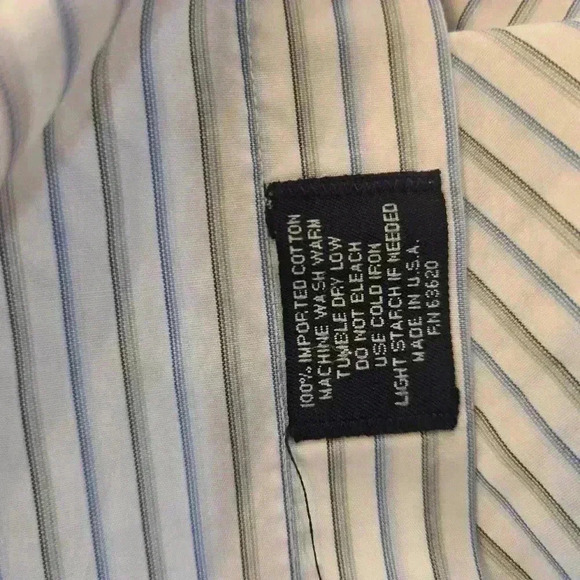 100% IMPORTED COTTON
MACHINE WASH WARM
TUMBLE DRY LOW
DO NOT BLEACH
USE COLD IRON
LIGHT STARCH IF NEEDED
MADE IN U.S.A.
RN 63620